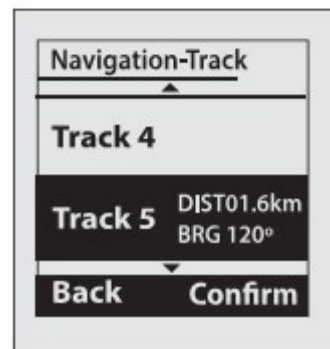 Navigation-Track
Track 4
Track 5 DIST01.6km
BRG 120º
Back Confirm